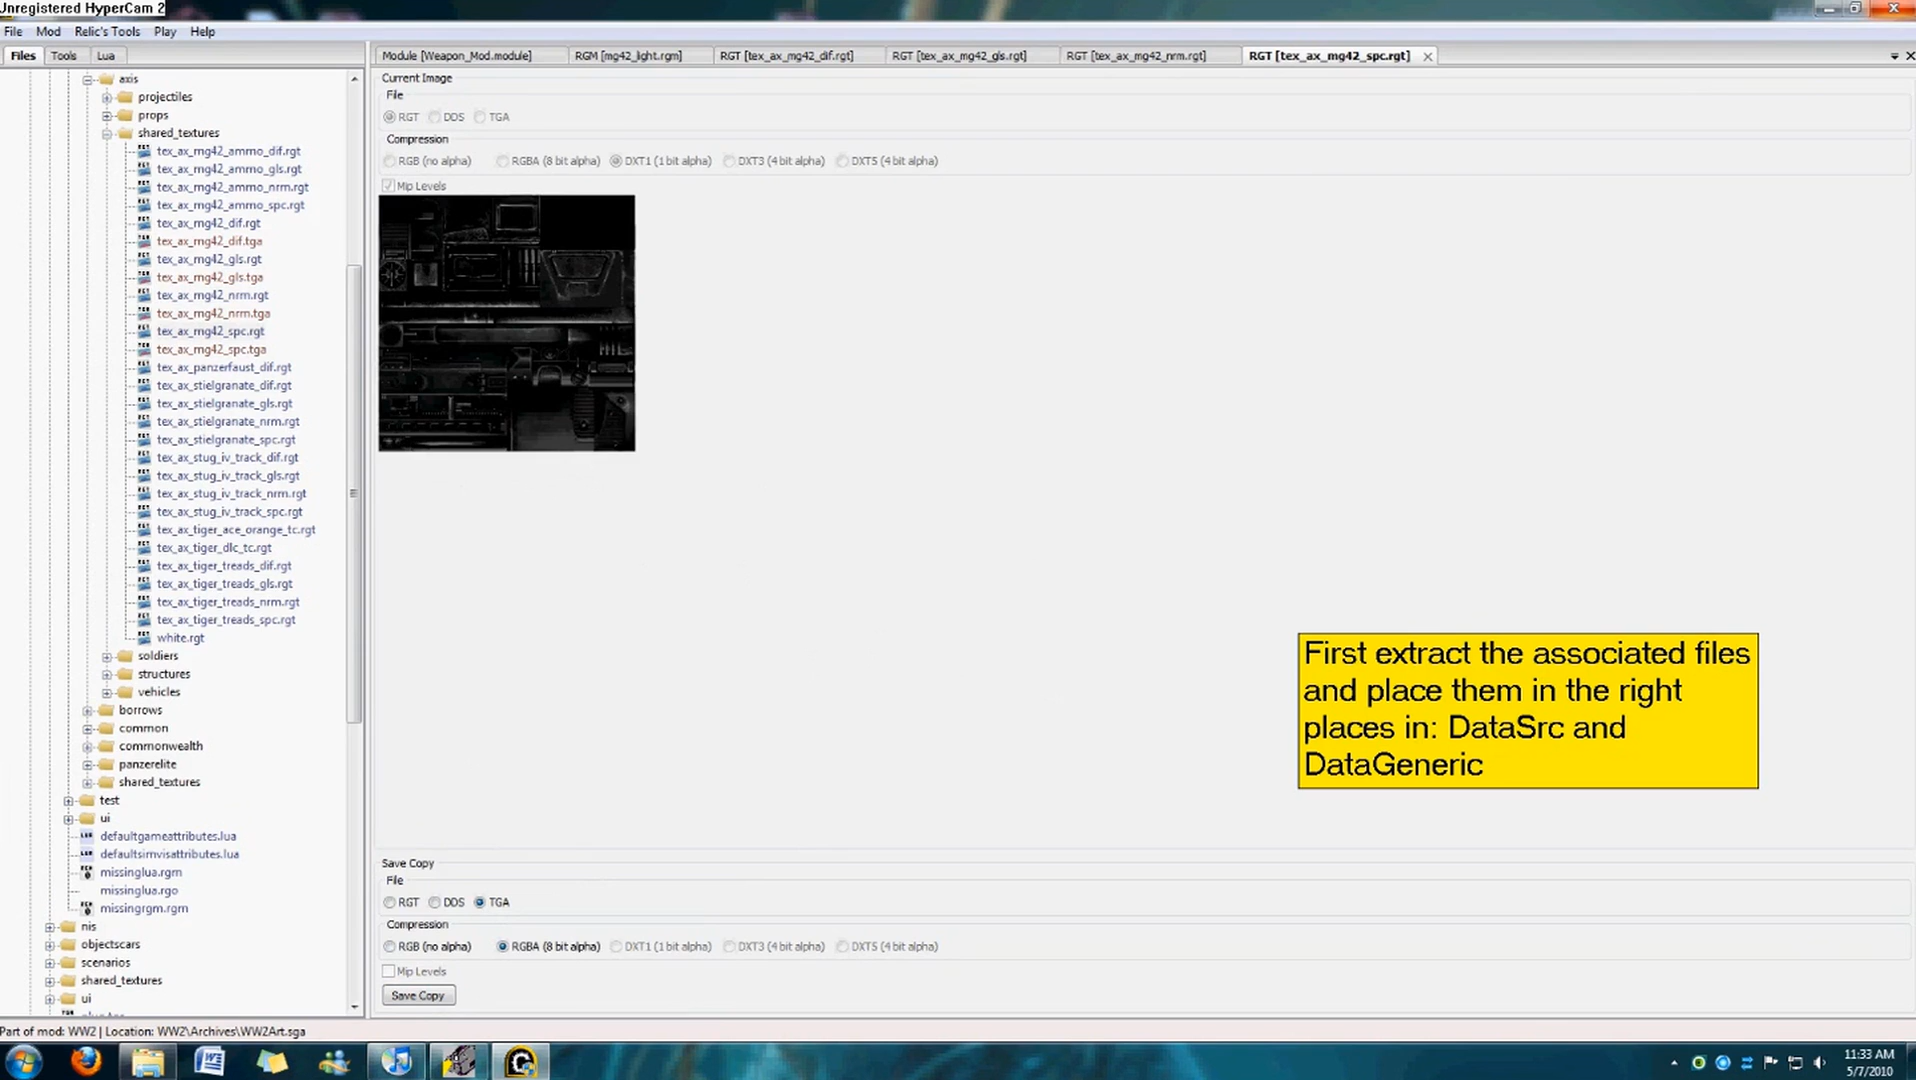 Unregistered HyperCam 2
File Mod Relic's Tools Play Help
Files Tools Lua
Module [Weapon_Mod.module] RGM [mg42_light.rgm] RGT [tex_ax_mg42_dif.rgt] RGT [tex_ax_mg42_gls.rgt] RGT [tex_ax_mg42_nrm.rgt] RGT [tex_ax_mg42_spc.rgt]
axis
projectiles
props
shared_textures
tex_ax_mg42_ammo_dif.rgt
tex_ax_mg42_ammo_gls.rgt
tex_ax_mg42_ammo_nrm.rgt
tex_ax_mg42_ammo_spc.rgt
tex_ax_mg42_dif.rgt
tex_ax_mg42_dif.tga
tex_ax_mg42_gls.rgt
tex_ax_mg42_gls.tga
tex_ax_mg42_nrm.rgt
tex_ax_mg42_nrm.tga
tex_ax_mg42_spc.rgt
tex_ax_mg42_spc.tga
tex_ax_panzerfaust_dif.rgt
tex_ax_stielgranate_dif.rgt
tex_ax_stielgranate_gls.rgt
tex_ax_stielgranate_nrm.rgt
tex_ax_stielgranate_spc.rgt
tex_ax_stug_iv_track_dif.rgt
tex_ax_stug_iv_track_gls.rgt
tex_ax_stug_iv_track_nrm.rgt
tex_ax_stug_iv_track_spc.rgt
tex_ax_tiger_ace_orange_tc.rgt
tex_ax_tiger_dlc_tc.rgt
tex_ax_tiger_treads_dif.rgt
tex_ax_tiger_treads_gls.rgt
tex_ax_tiger_treads_nrm.rgt
tex_ax_tiger_treads_spc.rgt
white.rgt
soldiers
structures
vehicles
borrows
common
commonwealth
panzerelite
shared_textures
test
ui
defaultgameattributes.lua
defaultsimvisattributes.lua
missinglua.rgm
missinglua.rgo
missingrgm.rgm
nis
objectscars
scenarios
shared_textures
ui
Current Image
File
RGT DDS TGA
Compression
RGB (no alpha) RGBA (8 bit alpha) DXT1 (1 bit alpha) DXT3 (4 bit alpha) DXT5 (4 bit alpha)
Mip Levels
First extract the associated files
and place them in the right
places in: DataSrc and
DataGeneric
Save Copy
File
RGT DDS TGA
Compression
RGB (no alpha) RGBA (8 bit alpha) DXT1 (1 bit alpha) DXT3 (4 bit alpha) DXT5 (4 bit alpha)
Mip Levels
Save Copy
Part of mod: WW2 | Location: WW2\Archives\WW2Art.sga
11:33 AM
5/7/2010